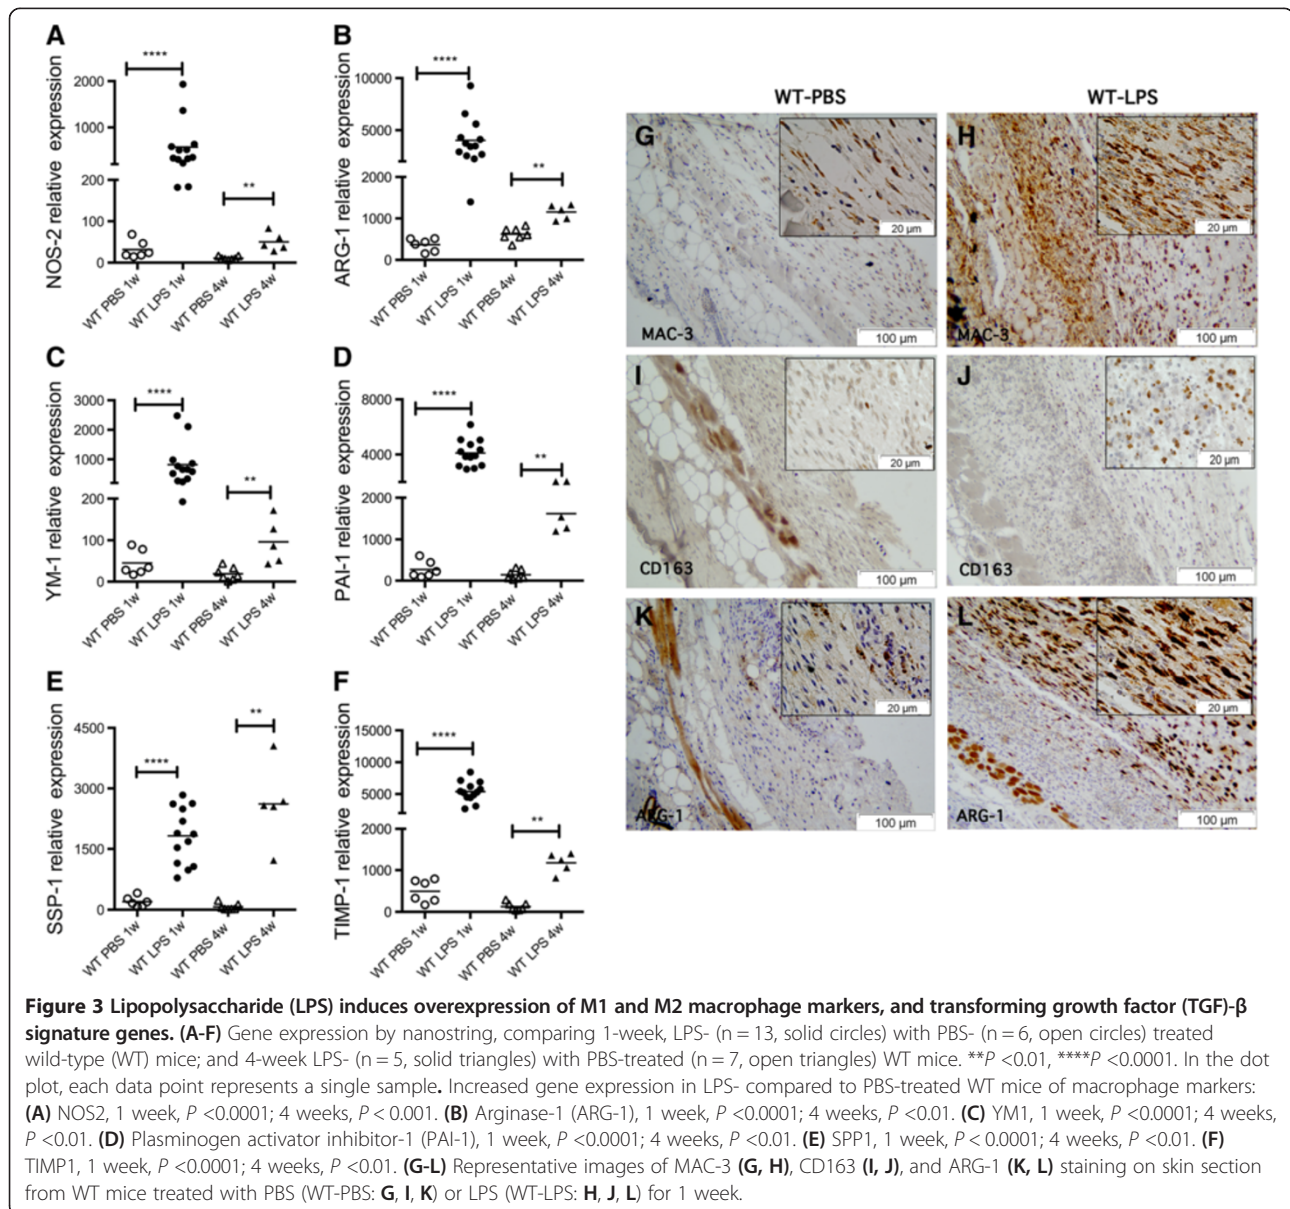 A
NOS-2 relative expression
2000
1000
0
200
100
0
****
**
WT PBS 1w
WT LPS 1w
WT PBS 4w
WT LPS 4w
B
ARG-1 relative expression
10000
5000
0
2000
1000
0
****
**
WT PBS 1w
WT LPS 1w
WT PBS 4w
WT LPS 4w
C
YM-1 relative expression
3000
2000
1000
0
200
100
0
****
**
WT PBS 1w
WT LPS 1w
WT PBS 4w
WT LPS 4w
D
PAI-1 relative expression
8000
4000
2000
1000
0
****
**
WT PBS 1w
WT LPS 1w
WT PBS 4w
WT LPS 4w
E
SSP-1 relative expression
4500
3000
1500
0
****
**
WT PBS 1w
WT LPS 1w
WT PBS 4w
WT LPS 4w
F
TIMP-1 relative expression
15000
10000
5000
0
2000
1000
0
****
**
WT PBS 1w
WT LPS 1w
WT PBS 4w
WT LPS 4w
WT-PBS
WT-LPS
G
20 µm
MAC-3
100 µm
H
20 µm
MAC-3
100 µm
I
20 µm
CD163
100 µm
J
20 µm
CD163
100 µm
K
20 µm
ARG-1
100 µm
L
20 µm
ARG-1
100 µm
Figure 3 Lipopolysaccharide (LPS) induces overexpression of M1 and M2 macrophage markers, and transforming growth factor (TGF)-β
signature genes. (A-F) Gene expression by nanostring, comparing 1-week, LPS- (n = 13, solid circles) with PBS- (n = 6, open circles) treated
wild-type (WT) mice; and 4-week LPS- (n = 5, solid triangles) with PBS-treated (n = 7, open triangles) WT mice. **P <0.01, ****P <0.0001. In the dot
plot, each data point represents a single sample. Increased gene expression in LPS- compared to PBS-treated WT mice of macrophage markers:
(A) NOS2, 1 week, P <0.0001; 4 weeks, P < 0.001. (B) Arginase-1 (ARG-1), 1 week, P <0.0001; 4 weeks, P <0.01. (C) YM1, 1 week, P <0.0001; 4 weeks,
P <0.01. (D) Plasminogen activator inhibitor-1 (PAI-1), 1 week, P <0.0001; 4 weeks, P <0.01. (E) SPP1, 1 week, P < 0.0001; 4 weeks, P <0.01. (F)
TIMP1, 1 week, P <0.0001; 4 weeks, P <0.01. (G-L) Representative images of MAC-3 (G, H), CD163 (I, J), and ARG-1 (K, L) staining on skin section
from WT mice treated with PBS (WT-PBS: G, I, K) or LPS (WT-LPS: H, J, L) for 1 week.